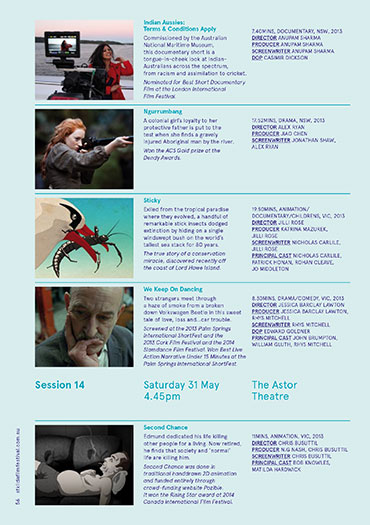 Indian Aussies:
Terms & Conditions Apply
Commissioned by the Australian
National Maritime Museum,
this documentary short is a
tongue-in-cheek look at Indian-
Australians across the spectrum,
from racism and assimilation to cricket.
Nominated for Best Short Documentary
Film at the London International
Film Festival.
7.40MINS, DOCUMENTARY, NSW, 2013
DIRECTOR ANUPAM SHARMA
PRODUCER ANUPAM SHARMA
SCREENWRITER ANUPAM SHARMA
DOP CASIMIR DICKSON
Ngurrumbang
A colonial girl's loyalty to her
protective father is put to the
test when she finds a gravely
injured Aboriginal man by the river.
Won the ACS Gold prize at the
Deadly Awards.
17.52MINS, DRAMA, NSW, 2013
DIRECTOR ALEX RYAN
PRODUCER JIAO CHEN
SCREENWRITER JONATHAN SHAW,
ALEX RYAN
Sticky
Exiled from the tropical paradise
where they evolved, a handful of
remarkable stick insects dodged
extinction by hiding on a single
windswept bush on the world's
tallest sea stack for 80 years.
The true story of a conservation
miracle, discovered recently off
the coast of Lord Howe Island.
19.50MINS, ANIMATION/
DOCUMENTARY/CHILDRENS, VIC, 2013
DIRECTOR JILLI ROSE
PRODUCER KATRINA MAZUREK,
JILLI ROSE
SCREENWRITER NICHOLAS CARLILE,
JILLI ROSE
PRINCIPAL CAST NICHOLAS CARLILE,
PATRICK HONAN, ROHAN CLEAVE,
JO MIDDLETON
We Keep On Dancing
Two strangers meet through
a haze of smoke from a broken
down Volkswagen Beetle in this sweet
tale of love, loss and...car trouble.
Screened at the 2013 Palm Springs
International ShortFest and the
2013 Cork Film Festival and the 2014
Slamdance Film Festival. Won Best Live
Action Narrative Under 15 Minutes at the
Palm Springs International ShortFest.
8.50MINS, DRAMA/COMEDY, VIC, 2013
DIRECTOR JESSICA BARCLAY LAWTON
PRODUCER JESSICA BARCLAY LAWTON,
RHYS MITCHELL
SCREENWRITER RHYS MITCHELL
DOP EDWARD GOLDNER
PRINCIPAL CAST JOHN BRUMPTON,
WILLIAM GLUTH, RHYS MITCHELL
Session 14
Saturday 31 May
4.45pm
The Astor
Theatre
Second Chance
Edmund dedicated his life killing
other people for a living. Now retired,
he finds that society and "normal"
life are killing him.
Second Chance was done in
traditional handdrawn 2D animation
and funded entirely through
crowd-funding website Pozible.
It won the Rising Star award at 2014
Canada International Film Festival.
11MINS, ANIMATION, VIC, 2013
DIRECTOR CHRIS BUSUTTIL
PRODUCER N.G NASH, CHRIS BUSUTTIL
SCREENWRITER CHRIS BUSUTTIL
PRINCIPAL CAST BOB KNOWLES,
MATILDA HARDWICK
56 stkildafilmfestival.com.au